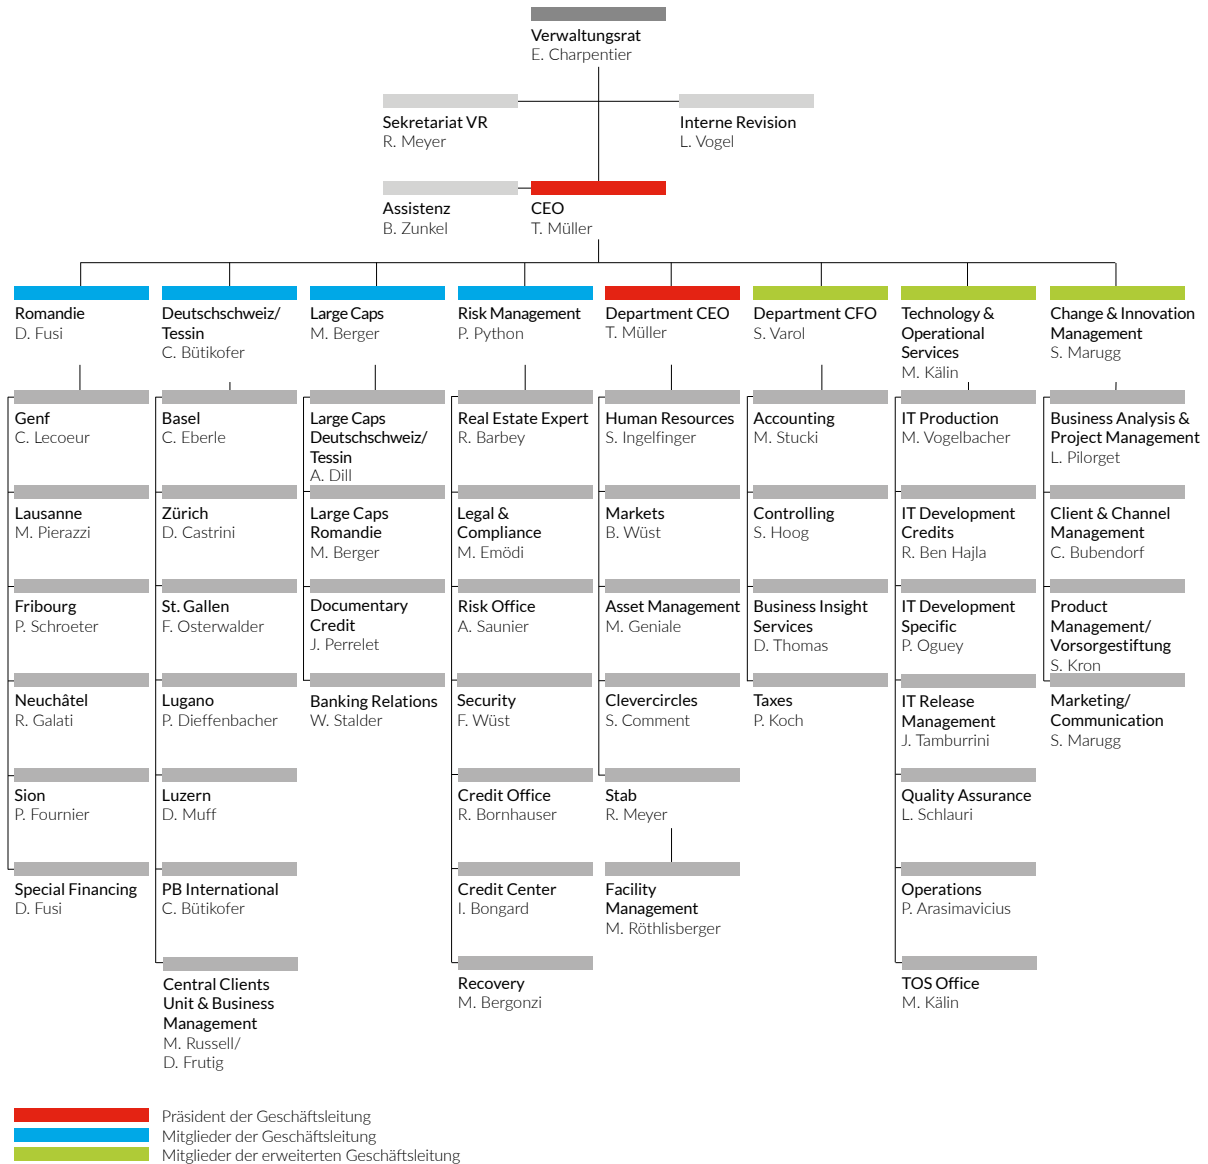 Verwaltungsrat
E. Charpentier
Sekretariat VR
R. Meyer
Interne Revision
L. Vogel
Assistenz
B. Zunkel
CEO
T. Müller
Romandie
D. Fusi
Genf
C. Lecoeur
Lausanne
M. Pierazzi
Fribourg
P. Schroeter
Neuchâtel
R. Galati
Sion
P. Fournier
Special Financing
D. Fusi
Deutschschweiz/
Tessin
C. Bütikofer
Basel
C. Eberle
Zürich
D. Castrini
St. Gallen
F. Osterwalder
Lugano
P. Dieffenbacher
Luzern
D. Muff
PB International
C. Bütikofer
Central Clients
Unit & Business
Management
M. Russell/
D. Frutig
Large Caps
M. Berger
Large Caps
Deutschschweiz/
Tessin
A. Dill
Large Caps
Romandie
M. Berger
Documentary
Credit
J. Perrelet
Banking Relations
W. Stalder
Risk Management
P. Python
Real Estate Expert
R. Barbey
Legal &
Compliance
M. Emödi
Risk Office
A. Saunier
Security
F. Wüst
Credit Office
R. Bornhauser
Credit Center
I. Bongard
Recovery
M. Bergonzi
Department CEO
T. Müller
Human Resources
S. Ingelfinger
Markets
B. Wüst
Asset Management
M. Geniale
Clevercircles
S. Comment
Stab
R. Meyer
Facility
Management
M. Röthlisberger
Department CFO
S. Varol
Accounting
M. Stucki
Controlling
S. Hoog
Business Insight
Services
D. Thomas
Taxes
P. Koch
Technology &
Operational
Services
M. Kälin
IT Production
M. Vogelbacher
IT Development
Credits
R. Ben Hajla
IT Development
Specific
P. Oguey
IT Release
Management
J. Tamburrini
Quality Assurance
L. Schlauri
Operations
P. Arasimavicius
TOS Office
M. Kälin
Change & Innovation
Management
S. Marugg
Business Analysis &
Project Management
L. Pilorget
Client & Channel
Management
C. Bubendorf
Product
Management/
Vorsorgestiftung
S. Kron
Marketing/
Communication
S. Marugg
Präsident der Geschäftsleitung
Mitglieder der Geschäftsleitung
Mitglieder der erweiterten Geschäftsleitung